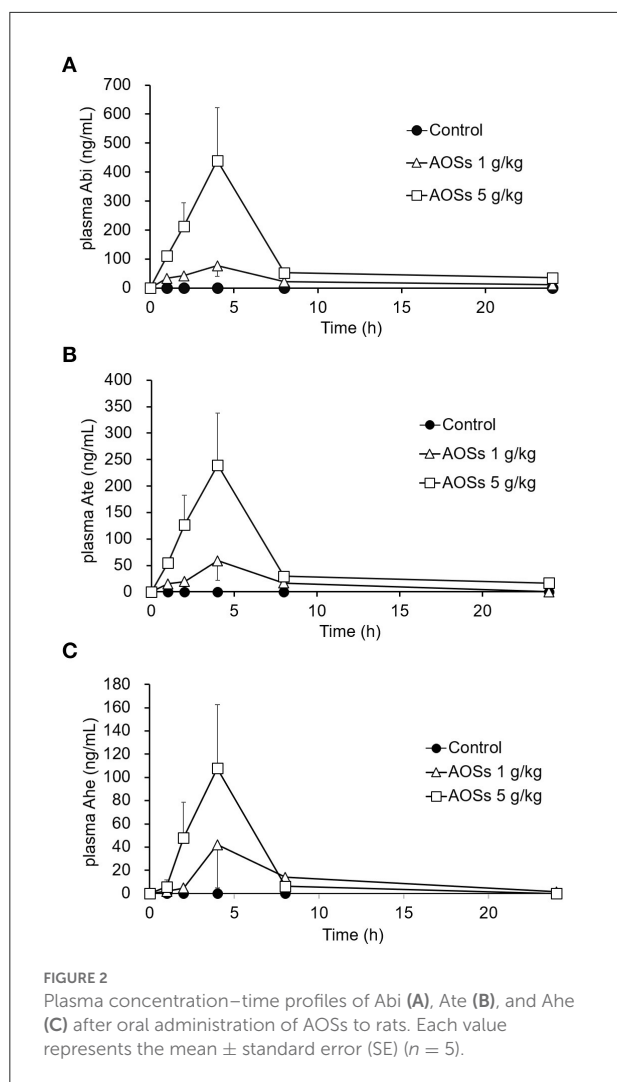 A
plasma Abi (ng/mL)
700
600
500
400
300
200
100
0
0 5 10 15 20
Time (h)
Control
AOSs 1 g/kg
AOSs 5 g/kg
B
plasma Ate (ng/mL)
400
350
300
250
200
150
100
50
0
0 5 10 15 20
Time (h)
Control
AOSs 1 g/kg
AOSs 5 g/kg
C
plasma Ahe (ng/mL)
180
160
140
120
100
80
60
40
20
0
0 5 10 15 20
Time (h)
Control
AOSs 1 g/kg
AOSs 5 g/kg
FIGURE 2
Plasma concentration–time profiles of Abi (A), Ate (B), and Ahe
(C) after oral administration of AOSs to rats. Each value
represents the mean ± standard error (SE) (n = 5).